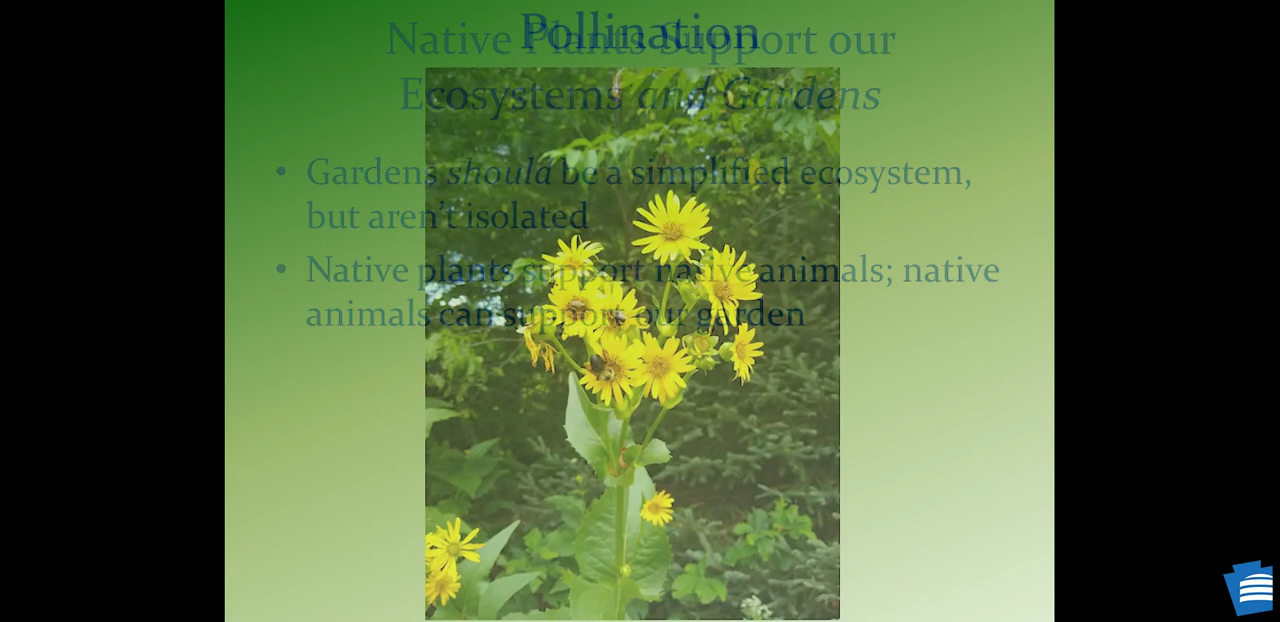 Pollination
Native Plants Support our
Ecosystems and Gardens
• Gardens should be a simplified ecosystem,
but aren't isolated
• Native plants support native animals; native
animals can support our garden